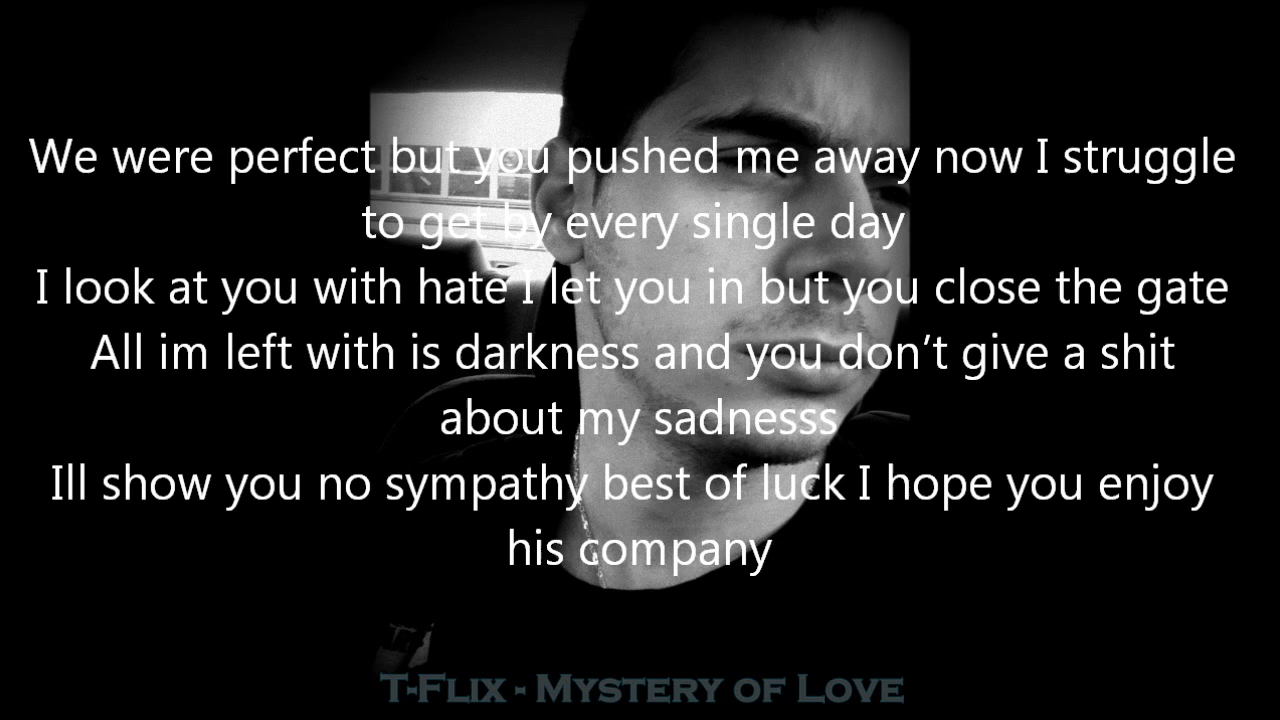 We were perfect but you pushed me away now I struggle
to get by every single day
I look at you with hate I let you in but you close the gate
All im left with is darkness and you don’t give a shit
about my sadnesss
Ill show you no sympathy best of luck I hope you enjoy
his company
T-Flix - Mystery of Love